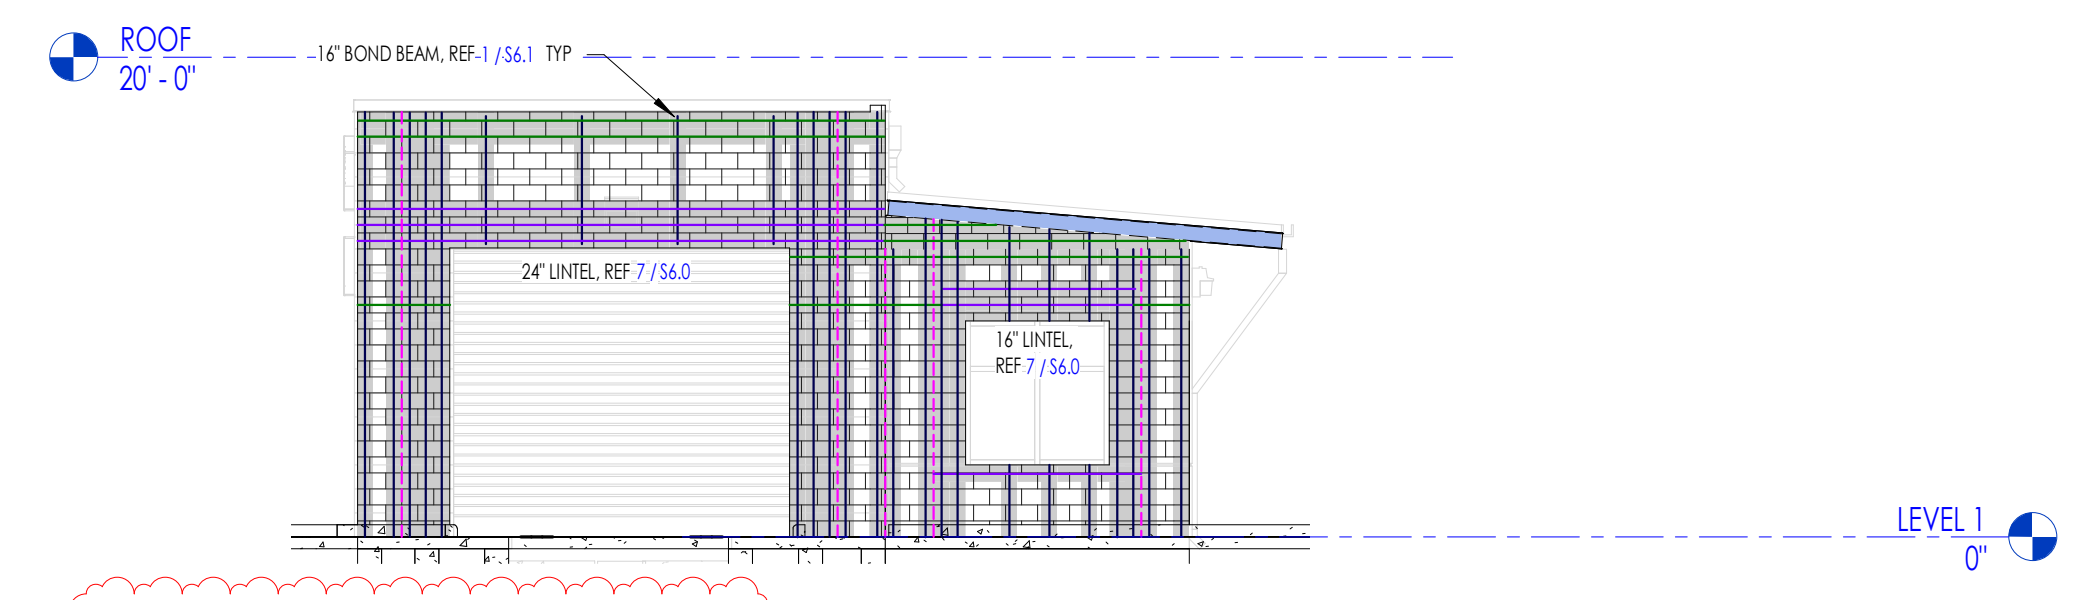 ROOF
20' - 0"
16" BOND BEAM, REF 1 / S6.1 TYP
24" LINTEL, REF 7 / S6.0
16" LINTEL,
REF 7 / S6.0
LEVEL 1
0"